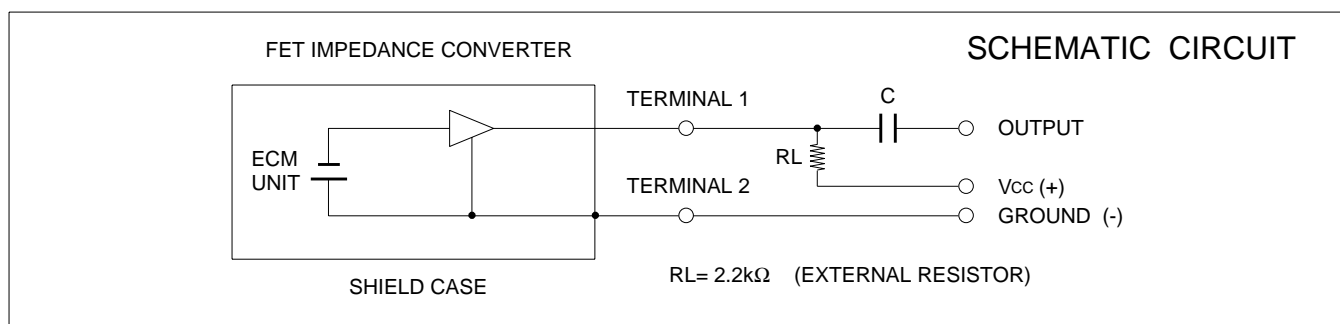 SCHEMATIC CIRCUIT
FET IMPEDANCE CONVERTER
TERMINAL 1
C
OUTPUT
ECM
UNIT
RL
TERMINAL 2
VCC (+)
GROUND (-)
SHIELD CASE
RL= 2.2kΩ (EXTERNAL RESISTOR)